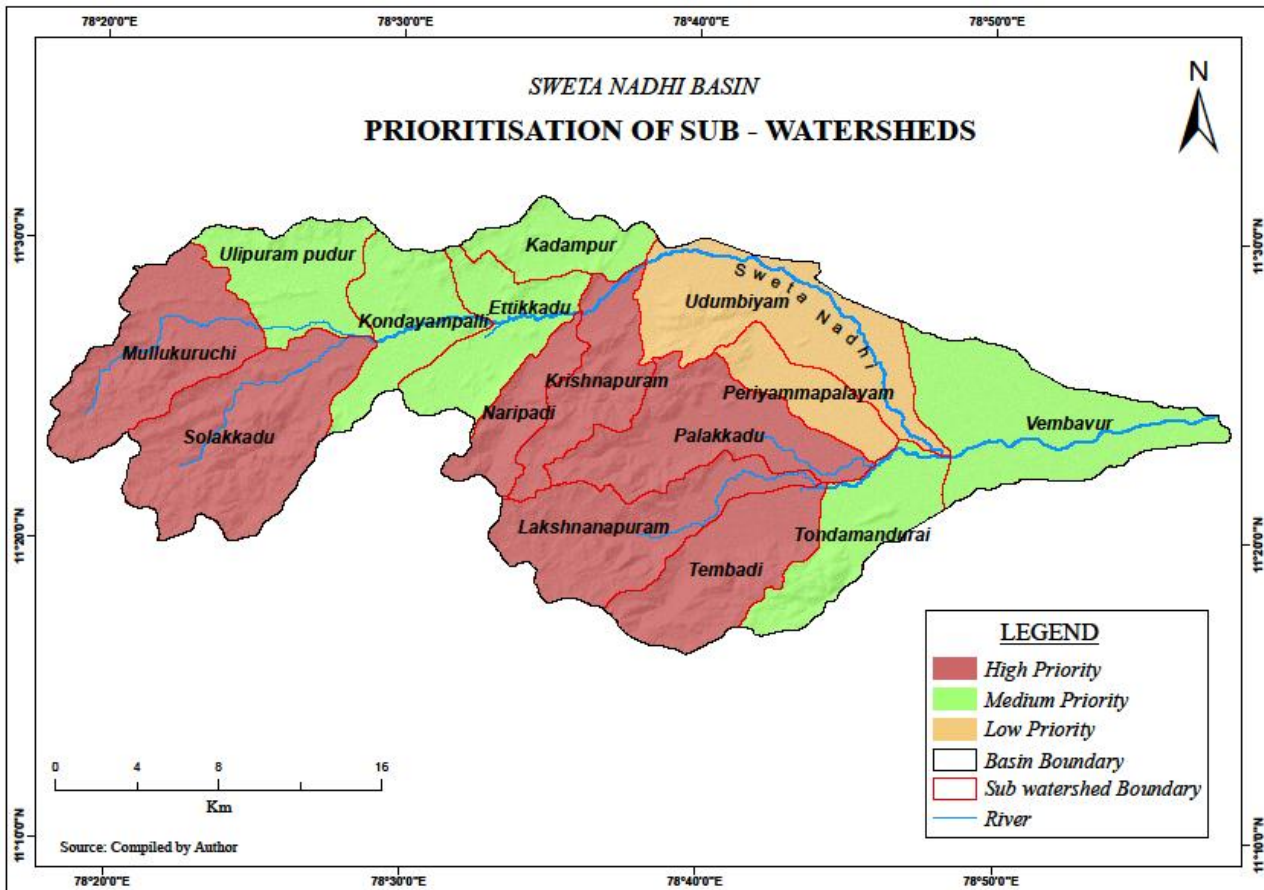 78°20'0"E 78°30'0"E 78°40'0"E 78°50'0"E
SWETA NADHI BASIN
PRIORITISATION OF SUB - WATERSHEDS
N
11°30'0"N
11°30'0"N
Kadampur
Ulipuram pudur
Sweta Nadhi
Udumbiyam
Ettikkadu
Kondayampalli
Mullukuruchi
Krishnapuram
Periyammapalayam
Naripadi
Vembavur
Solakkadu
Palakkadu
Lakshnanapuram
Tondamandurai
Tembadi
11°20'0"N
11°20'0"N
LEGEND
High Priority
Medium Priority
Low Priority
Basin Boundary
Sub watershed Boundary
River
0 4 8 16
Km
Source: Compiled by Author
11°10'0"N
11°10'0"N
78°20'0"E 78°30'0"E 78°40'0"E 78°50'0"E